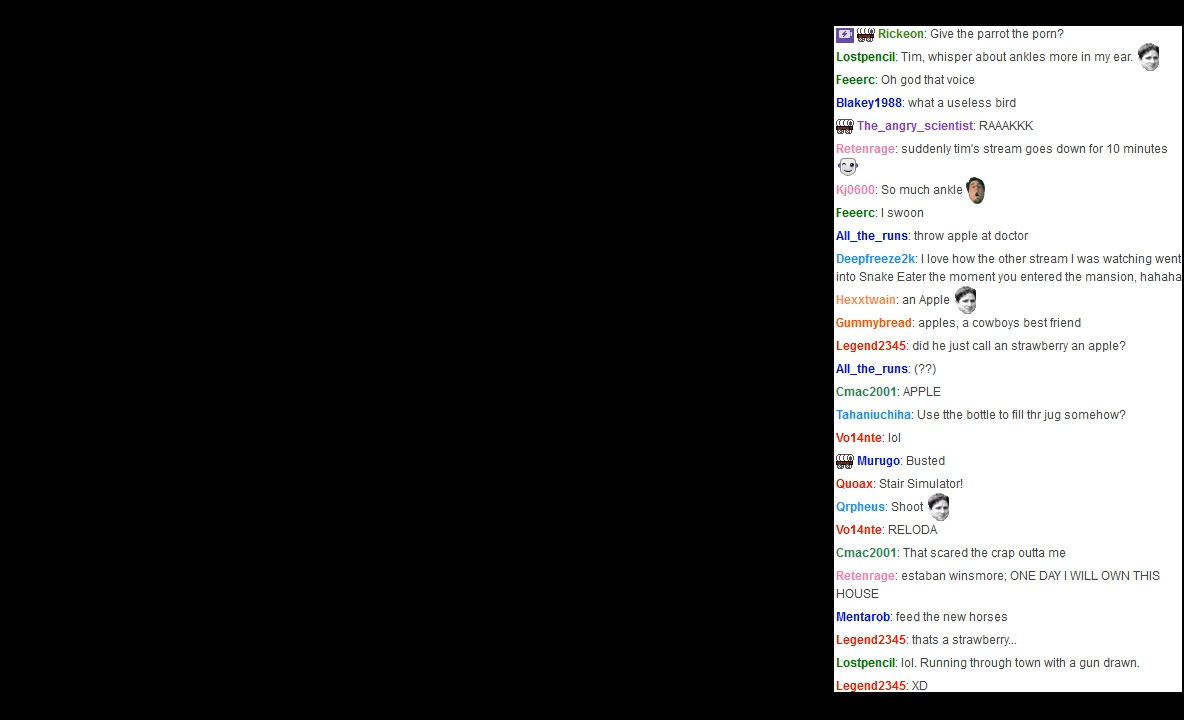 Rickeon: Give the parrot the porn?
Lostpencil: Tim, whisper about ankles more in my ear.
Feeerc: Oh god that voice
Blakey1988: what a useless bird
The_angry_scientist: RAAAKKK
Retenrage: suddenly tim's stream goes down for 10 minutes
Kj0600: So much ankle
Feeerc: I swoon
All_the_runs: throw apple at doctor
Deepfreeze2k: I love how the other stream I was watching went
into Snake Eater the moment you entered the mansion, hahaha
Hexxtwain: an Apple
Gummybread: apples, a cowboys best friend
Legend2345: did he just call an strawberry an apple?
All_the_runs: (??)
Cmac2001: APPLE
Tahaniuchiha: Use tthe bottle to fill thr jug somehow?
Vo14nte: lol
Murugo: Busted
Quoax: Stair Simulator!
Qrpheus: Shoot
Vo14nte: RELODA
Cmac2001: That scared the crap outta me
Retenrage: estaban winsmore; ONE DAY I WILL OWN THIS
HOUSE
Mentarob: feed the new horses
Legend2345: thats a strawberry...
Lostpencil: lol. Running through town with a gun drawn.
Legend2345: XD